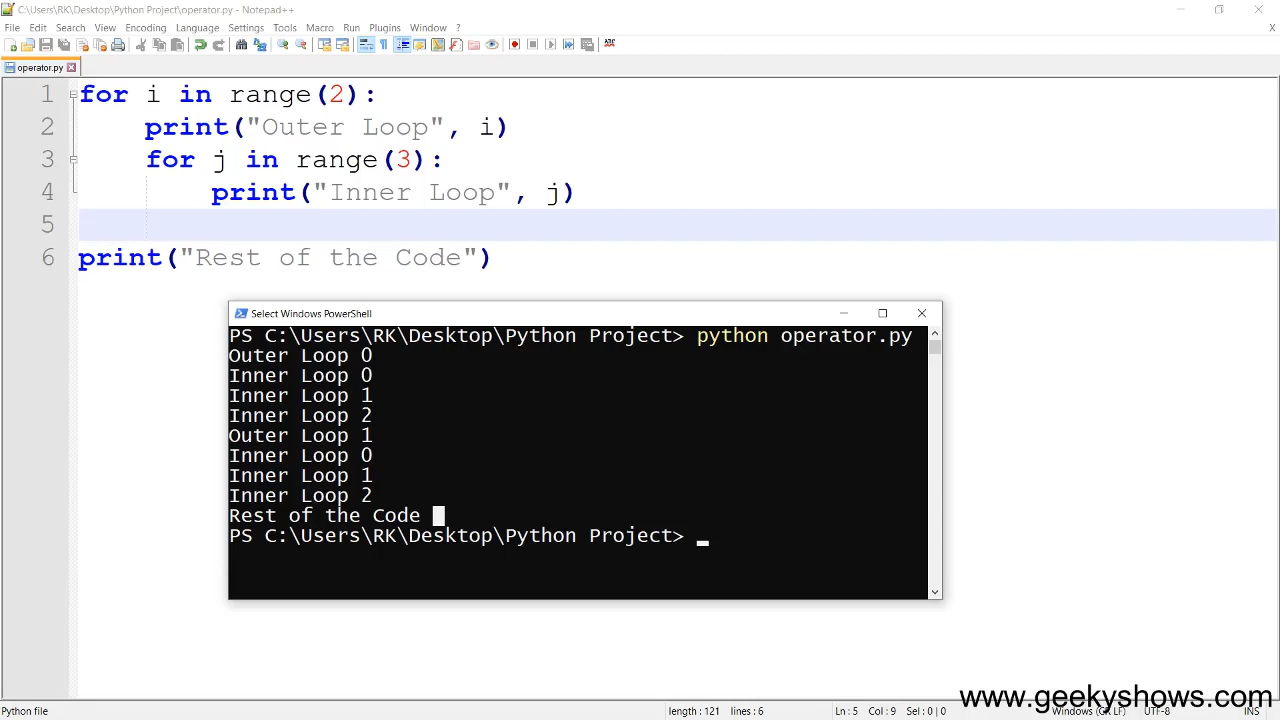 C:\Users\RK\Desktop\Python Project\operator.py - Notepad++
File Edit Search View Encoding Language Settings Tools Macro Run Plugins Window ? X
operator.py
1 for i in range(2):
2     print("Outer Loop", i)
3     for j in range(3):
4         print("Inner Loop", j)
5
6 print("Rest of the Code")
Select Windows PowerShell
PS C:\Users\RK\Desktop\Python Project> python operator.py
Outer Loop 0
Inner Loop 0
Inner Loop 1
Inner Loop 2
Outer Loop 1
Inner Loop 0
Inner Loop 1
Inner Loop 2
Rest of the Code
PS C:\Users\RK\Desktop\Python Project>
www.geekyshows.com
Python file length : 121 lines : 6 Ln : 5 Col : 9 Sel : 0 | 0 Windows (CR LF) UTF-8 INS